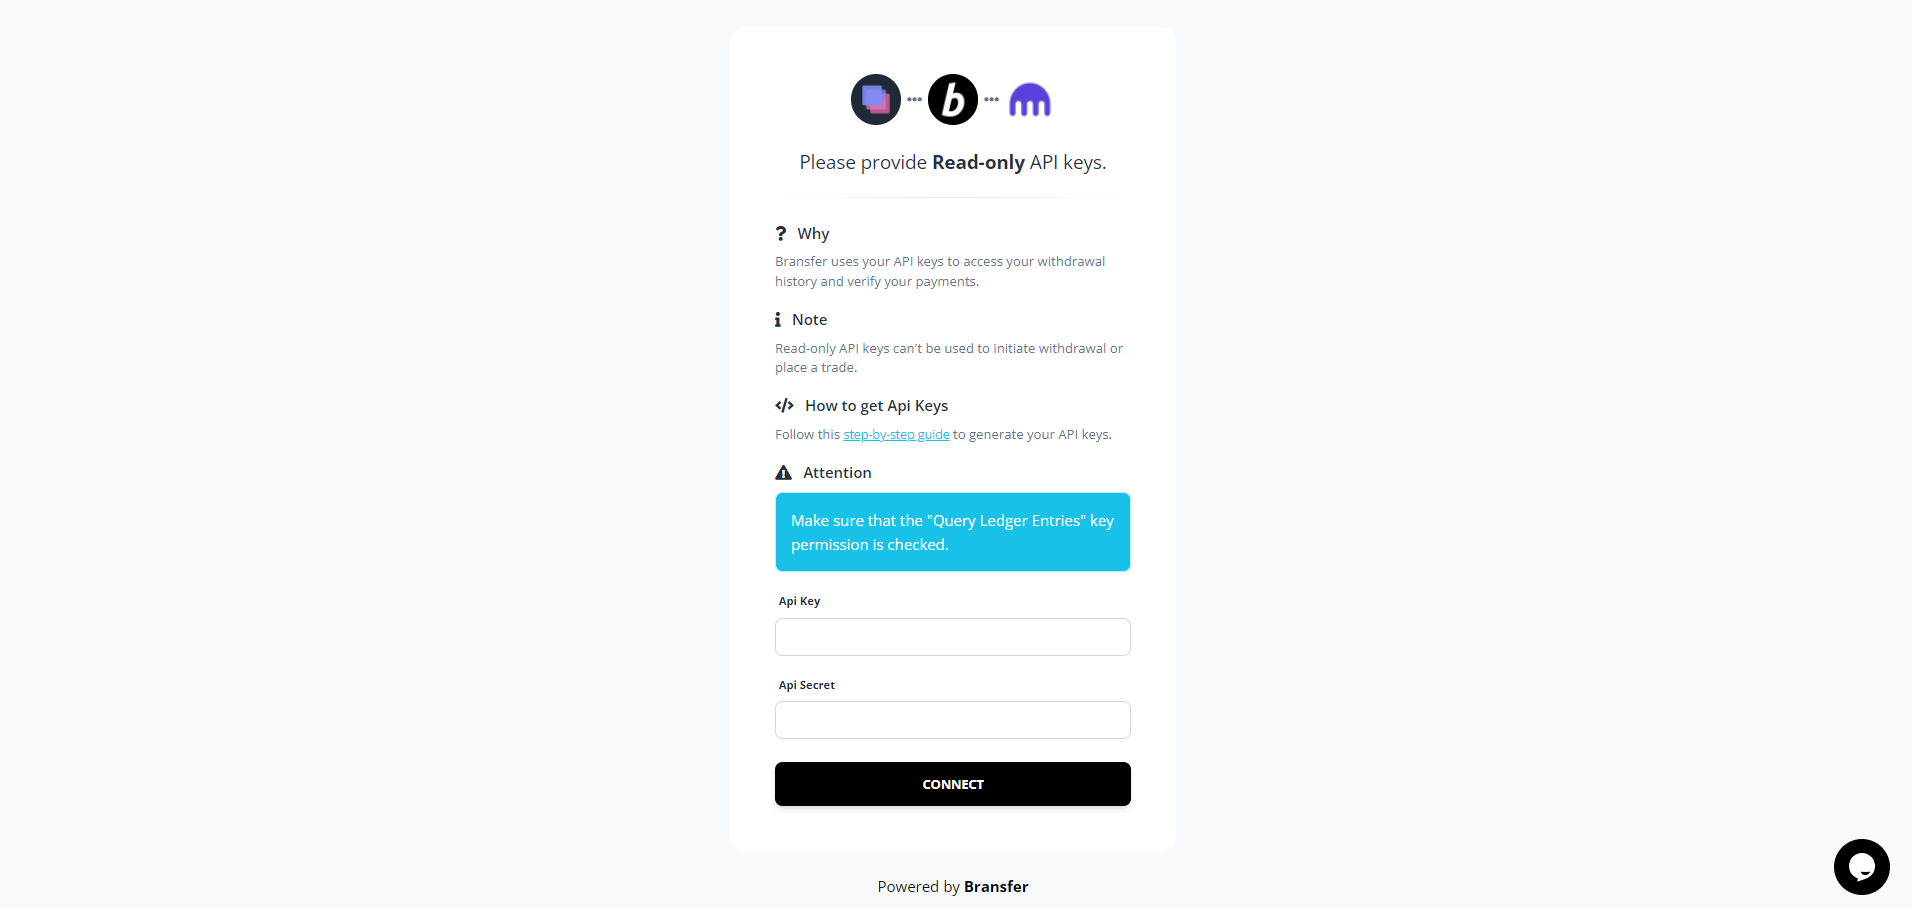 b
Please provide Read-only API keys.
Why
Bransfer uses your API keys to access your withdrawal
history and verify your payments.
Note
Read-only API keys can't be used to initiate withdrawal or
place a trade.
How to get Api Keys
Follow this step-by-step guide to generate your API keys.
Attention
Make sure that the "Query Ledger Entries" key
permission is checked.
Api Key
Api Secret
CONNECT
Powered by Bransfer